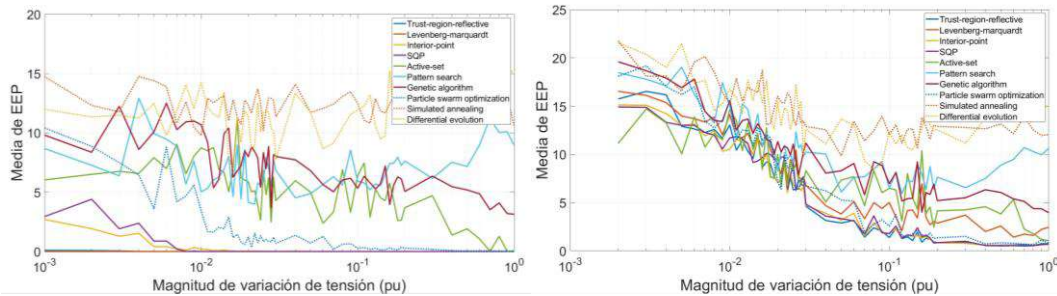 20
15
10
5
0
Media de EEP
10⁻³
10⁻²
10⁻¹
10⁰
Magnitud de variación de tensión (pu)
Trust-region-reflective
Levenberg-marquardt
Interior-point
SQP
Active-set
Pattern search
Genetic algorithm
Particle swarm optimization
Simulated annealing
Differential evolution
25
20
15
10
5
0
Media de EEP
10⁻³
10⁻²
10⁻¹
10⁰
Magnitud de variación de tensión (pu)
Trust-region-reflective
Levenberg-marquardt
Interior-point
SQP
Active-set
Pattern search
Genetic algorithm
Particle swarm optimization
Simulated annealing
Differential evolution